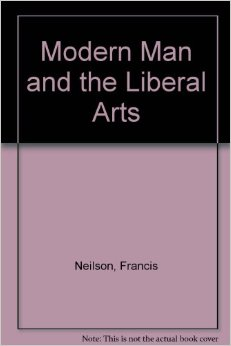 Modern Man
and the Liberal
Arts
Neilson, Francis
Note: This is not the actual book cover